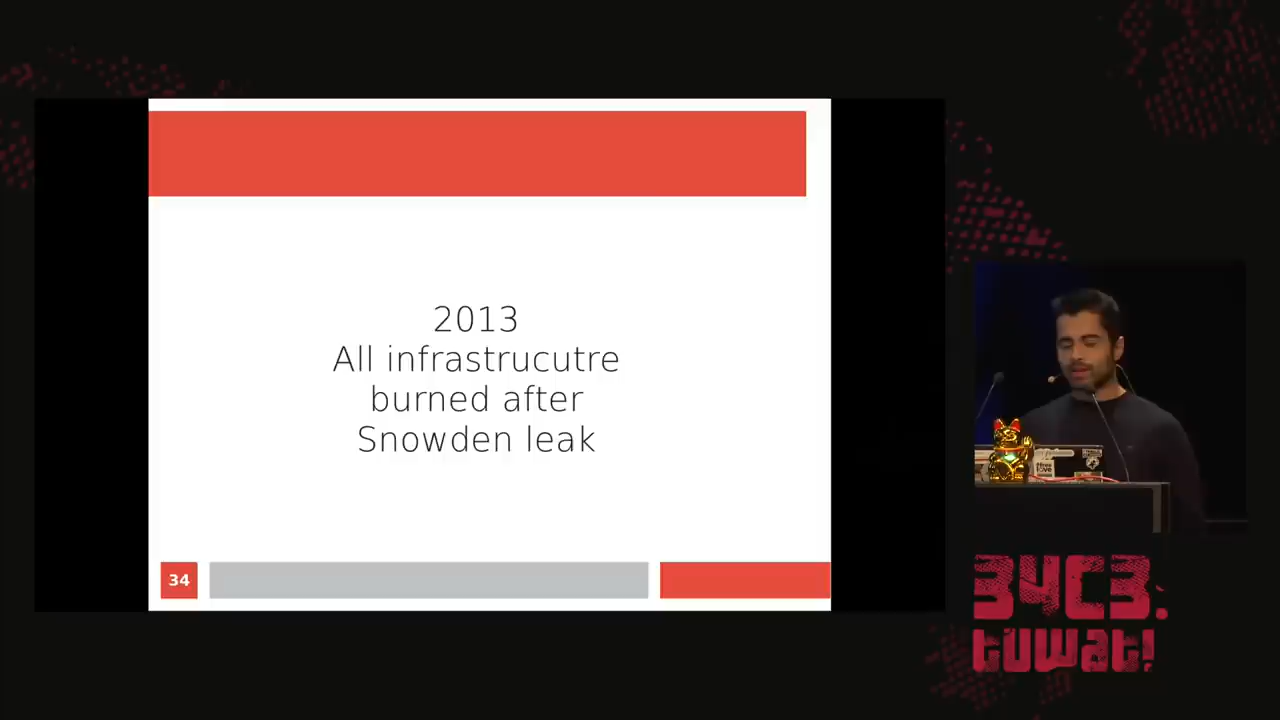 2013
All infrastrucutre
burned after
Snowden leak
34
34C3:
tuwat!